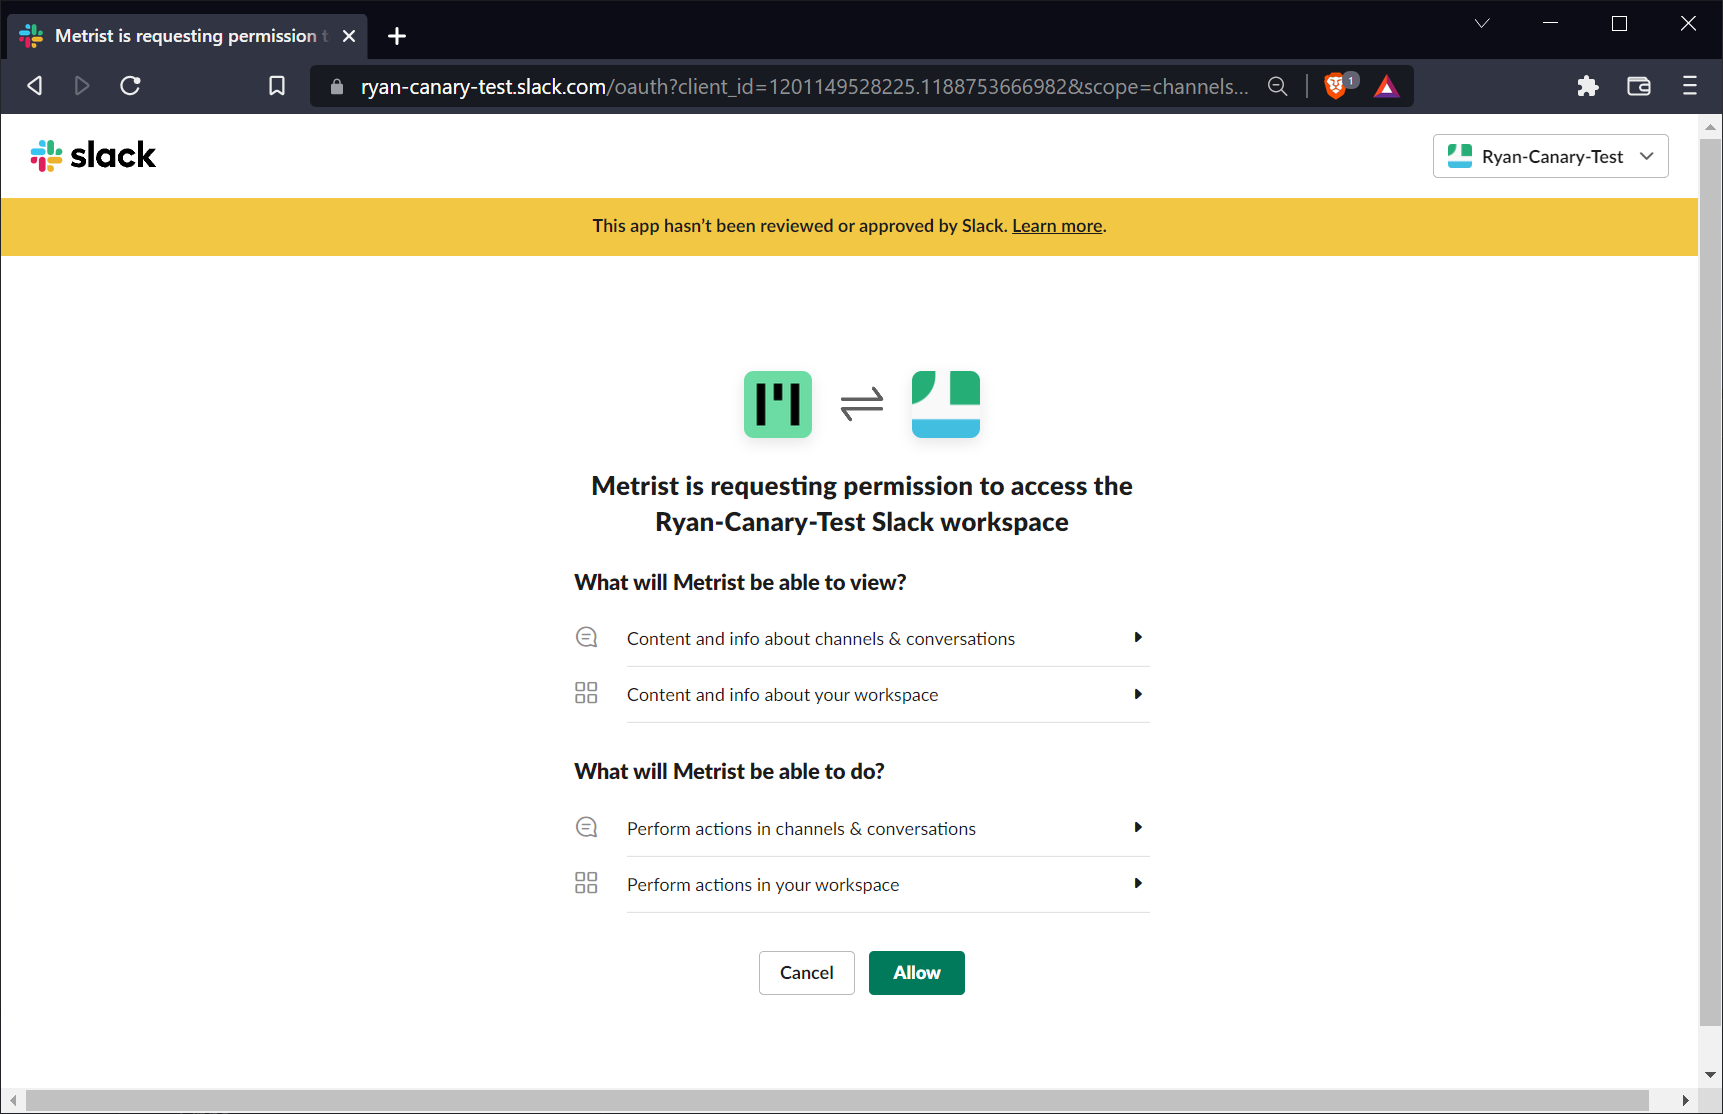 Metrist is requesting permission t
ryan-canary-test.slack.com/oauth?client_id=1201149528225.1188753666982&scope=channels...
1
slack
Ryan-Canary-Test
This app hasn’t been reviewed or approved by Slack. Learn more.
Metrist is requesting permission to access the
Ryan-Canary-Test Slack workspace
What will Metrist be able to view?
Content and info about channels & conversations
Content and info about your workspace
What will Metrist be able to do?
Perform actions in channels & conversations
Perform actions in your workspace
Cancel
Allow